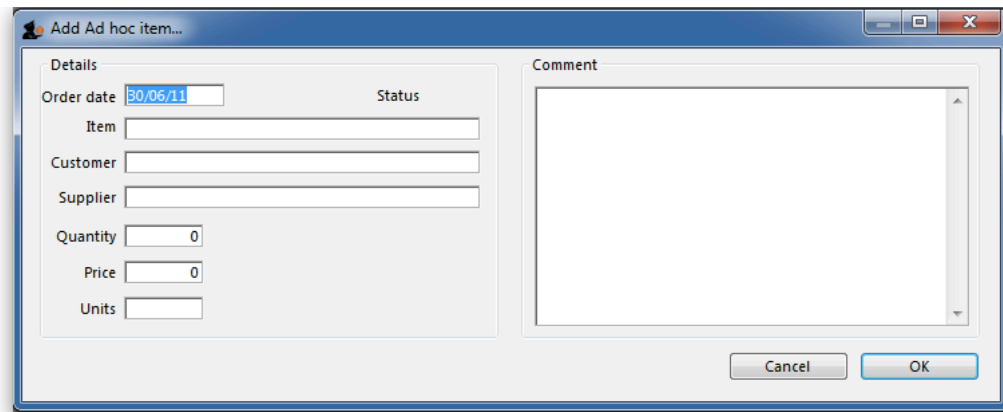 Add Ad hoc item...
Details
Order date 30/06/11 Status
Item
Customer
Supplier
Quantity 0
Price 0
Units
Comment
Cancel OK